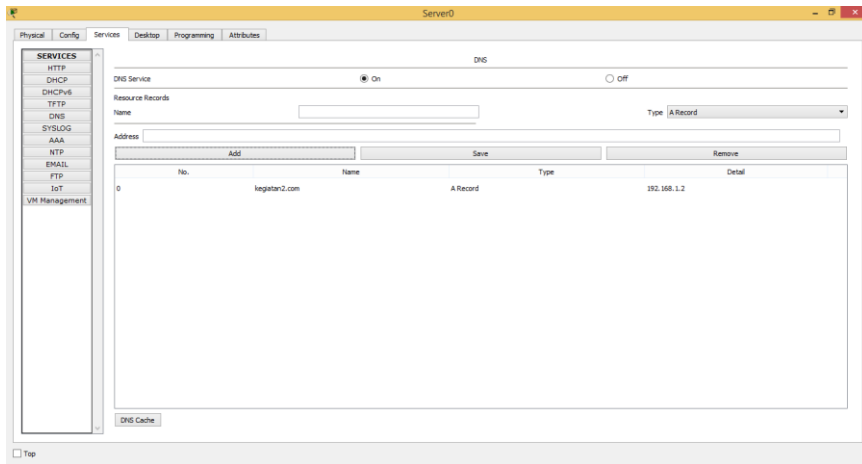 Server0
Physical Config Services Desktop Programming Attributes
SERVICES
HTTP
DHCP
DHCPv6
TFTP
DNS
SYSLOG
AAA
NTP
EMAIL
FTP
IoT
VM Management
DNS
DNS Service On Off
Resource Records
Name Type A Record
Address
Add Save Remove
No. Name Type Detail
0 kegiatan2.com A Record 192.168.1.2
DNS Cache
Top